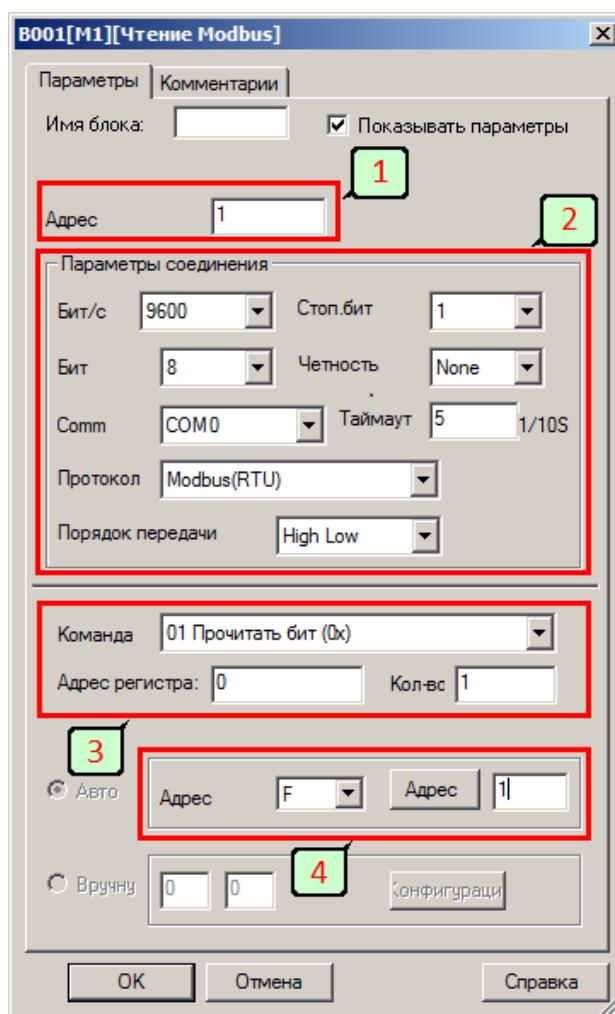 B001[M1][Чтение Modbus]
Параметры Комментарии
Имя блока: Показывать параметры
1
Адрес 1
2
Параметры соединения
Бит/с 9600 Стоп.бит 1
Бит 8 Четность None
Comm COM0 Таймаут 5 1/10S
Протокол Modbus(RTU)
Порядок передачи High Low
Команда 01 Прочитать бит (0x)
Адрес регистра: 0 Кол-вс 1
3
Авто Адрес F Адрес 1
4
Вручну 0 0 Конфигураци
OK Отмена Справка